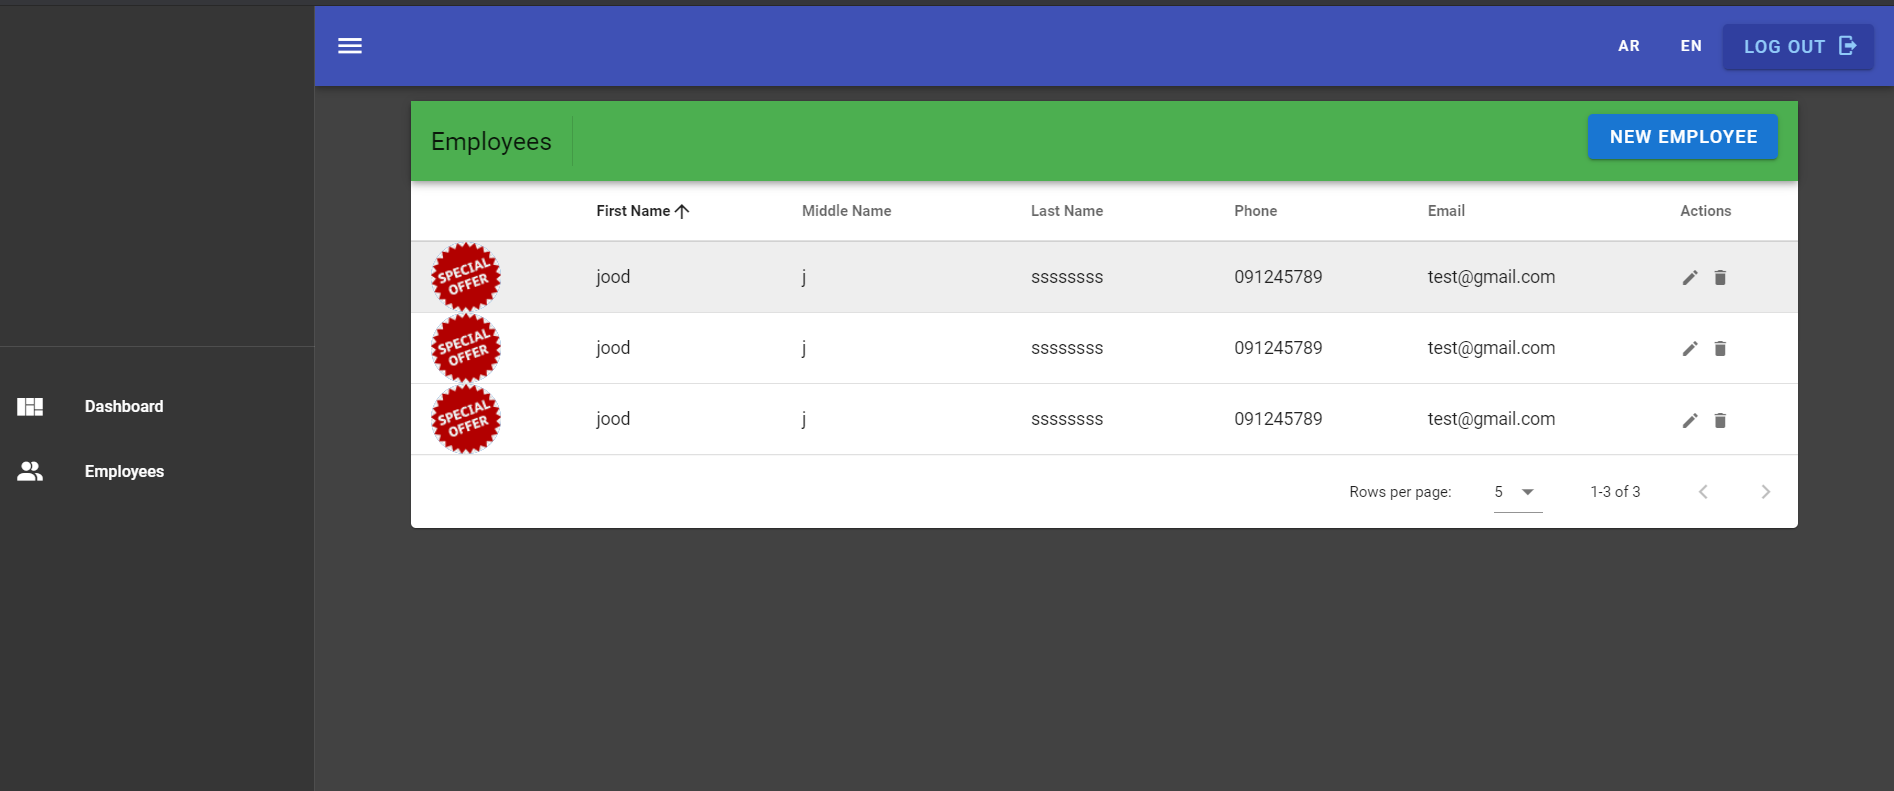 AR EN LOG OUT
Employees NEW EMPLOYEE
First Name Middle Name Last Name Phone Email Actions
SPECIAL OFFER jood j ssssssss 091245789 test@gmail.com
SPECIAL OFFER jood j ssssssss 091245789 test@gmail.com
SPECIAL OFFER jood j ssssssss 091245789 test@gmail.com
Rows per page: 5 1-3 of 3
Dashboard
Employees